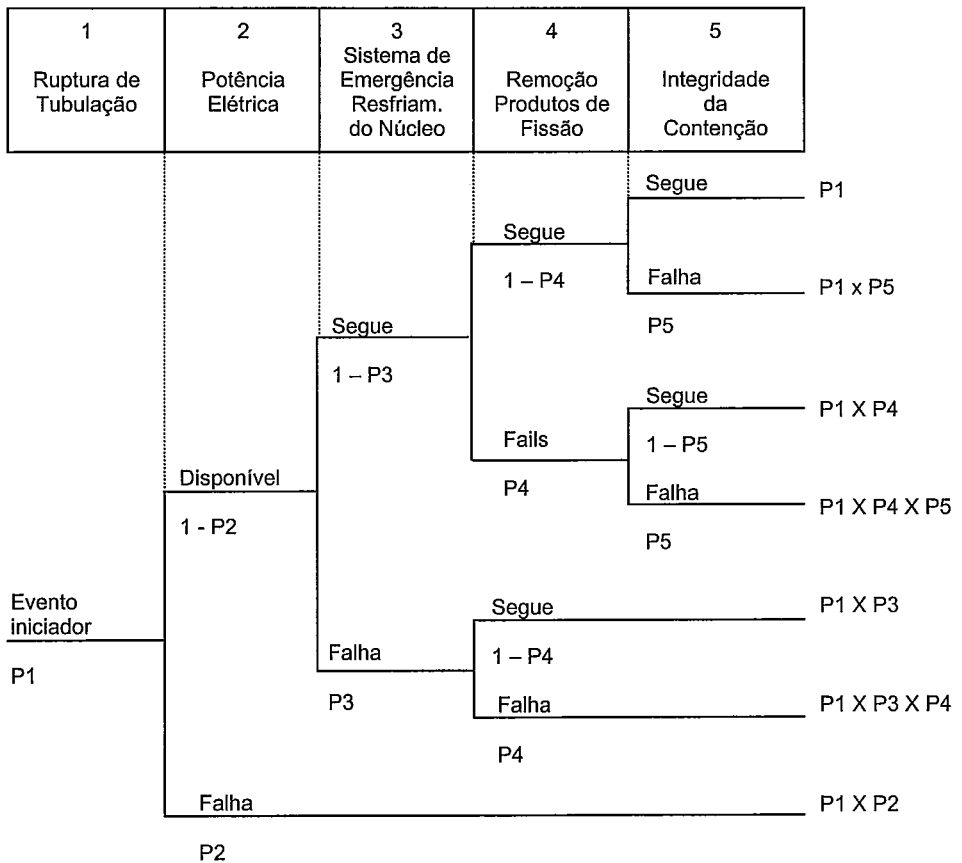 1
Ruptura de
Tubulação
2
Potência
Elétrica
3
Sistema de
Emergência
Resfriam.
do Núcleo
4
Remoção
Produtos de
Fissão
5
Integridade
da
Contenção
Segue
P1
Segue
1 – P4
Falha
P1 x P5
P5
Segue
1 – P3
Segue
P1 X P4
Fails
1 – P5
P4
Falha
P1 X P4 X P5
P5
Disponível
1 - P2
Evento
iniciador
P1
Segue
P1 X P3
Falha
1 – P4
P3
Falha
P1 X P3 X P4
P4
Falha
P1 X P2
P2